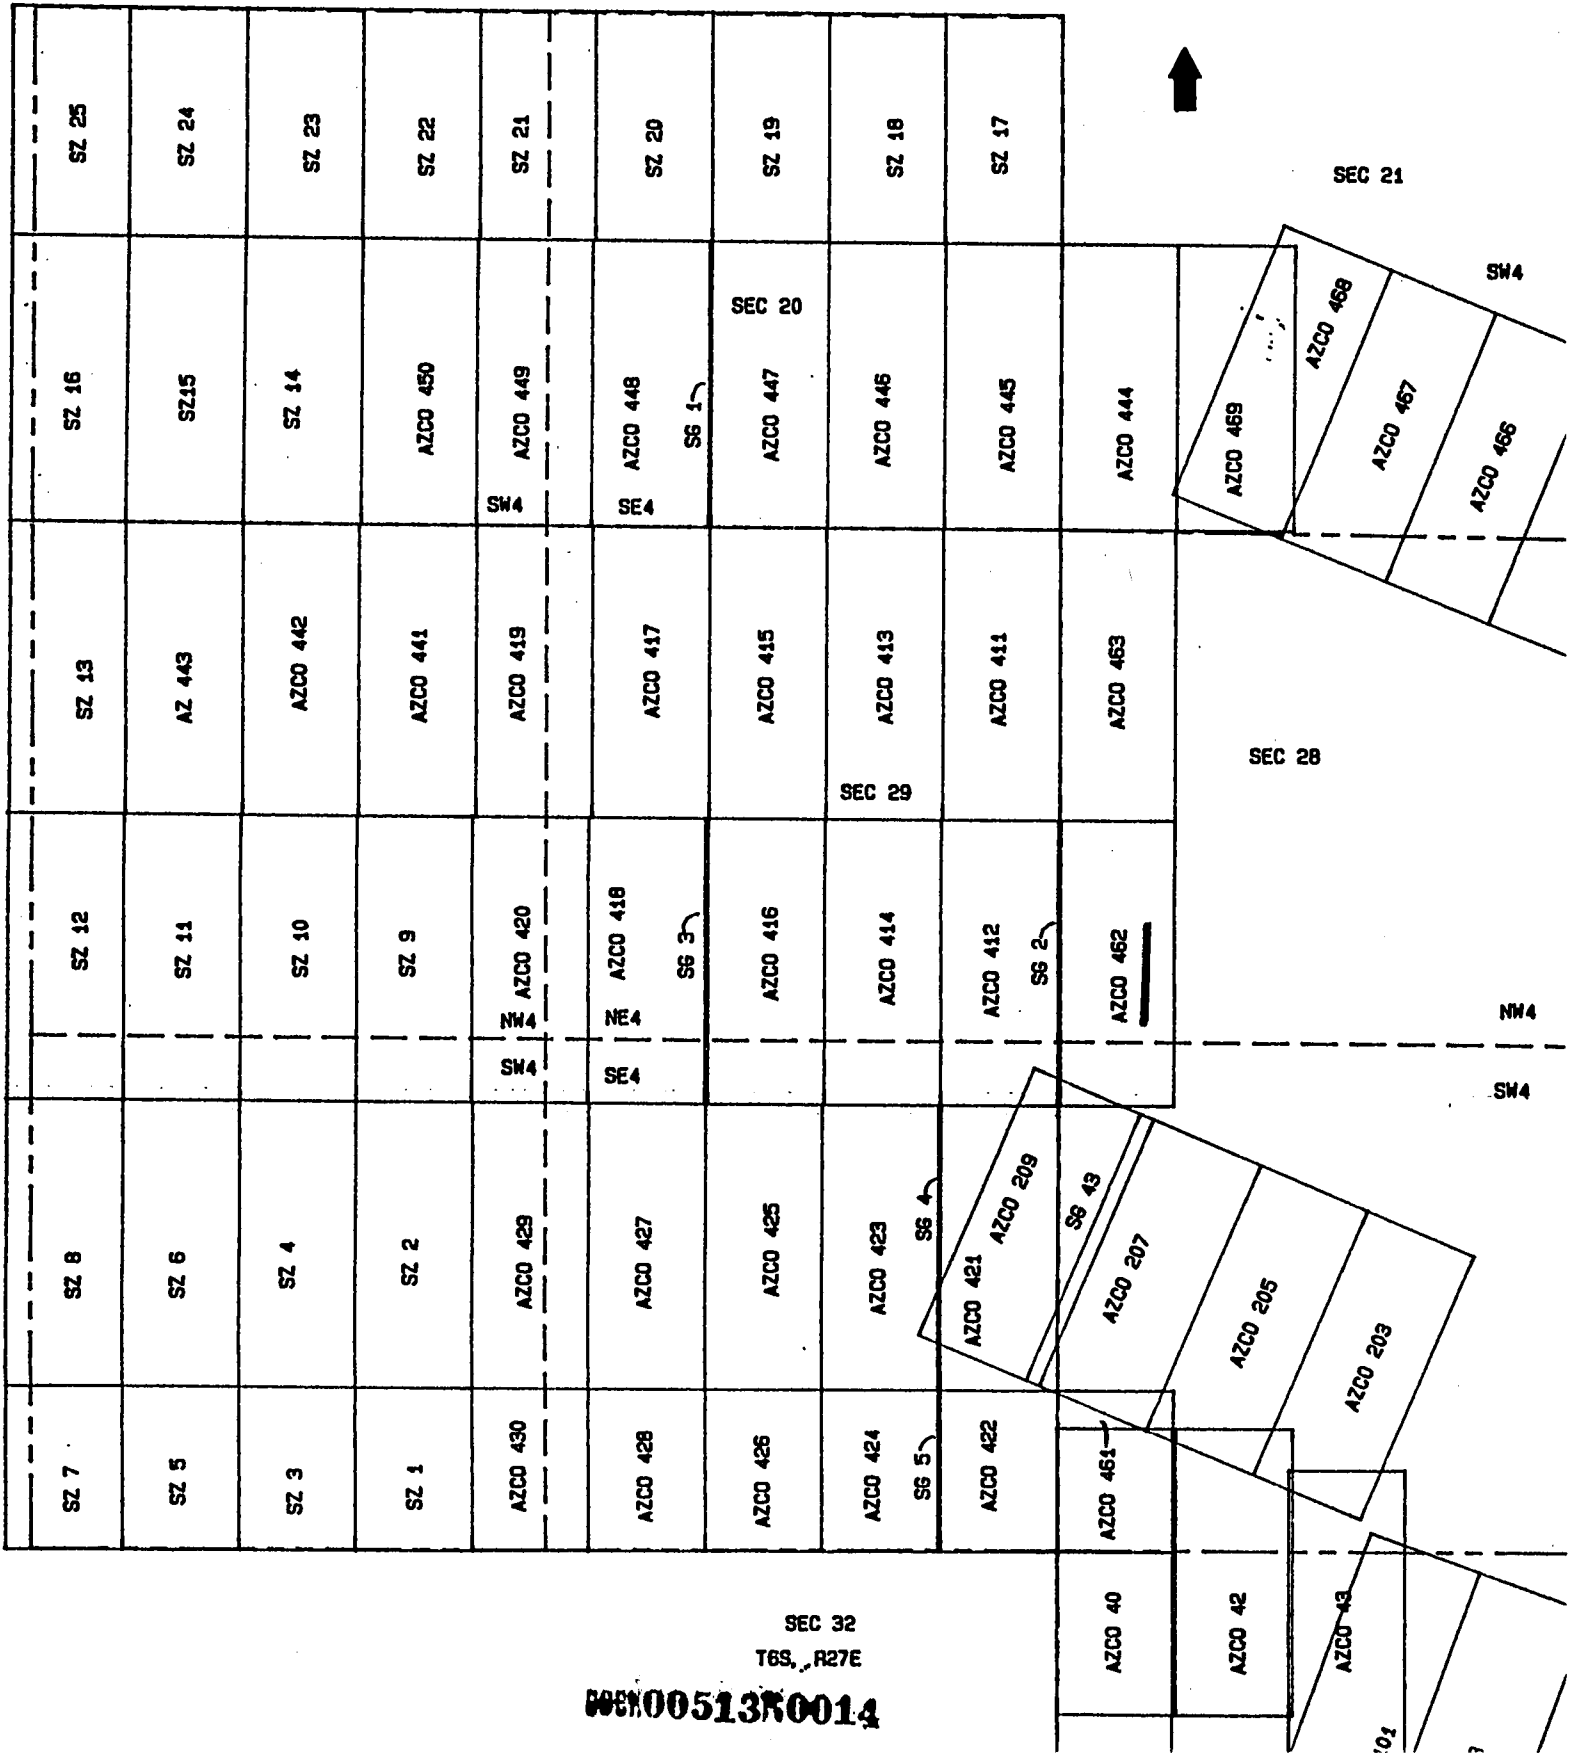 SZ 25
SZ 24
SZ 23
SZ 22
SZ 21
SZ 20
SZ 19
SZ 18
SZ 17
SEC 21
SW4
SEC 20
SZ 16
SZ15
SZ 14
AZCO 450
AZCO 449
AZCO 448
SG 1
AZCO 447
AZCO 446
AZCO 445
AZCO 444
AZCO 469
AZCO 468
AZCO 467
AZCO 466
SW4
SE4
SZ 13
AZ 443
AZCO 442
AZCO 441
AZCO 419
AZCO 417
AZCO 415
AZCO 413
AZCO 411
AZCO 463
SEC 28
SEC 29
SZ 12
SZ 11
SZ 10
SZ 9
AZCO 420
AZCO 418
SG 3
AZCO 416
AZCO 414
AZCO 412
SG 2
AZCO 462
NW4
NE4
NW4
SW4
SE4
SW4
SZ 8
SZ 6
SZ 4
SZ 2
AZCO 429
AZCO 427
AZCO 425
AZCO 423
SG 4
AZCO 421
AZCO 209
SG 43
AZCO 207
AZCO 205
AZCO 203
SZ 7
SZ 5
SZ 3
SZ 1
AZCO 430
AZCO 428
AZCO 426
AZCO 424
SG 5
AZCO 422
AZCO 461
AZCO 40
AZCO 42
AZCO 43
SEC 32
T6S, R27E